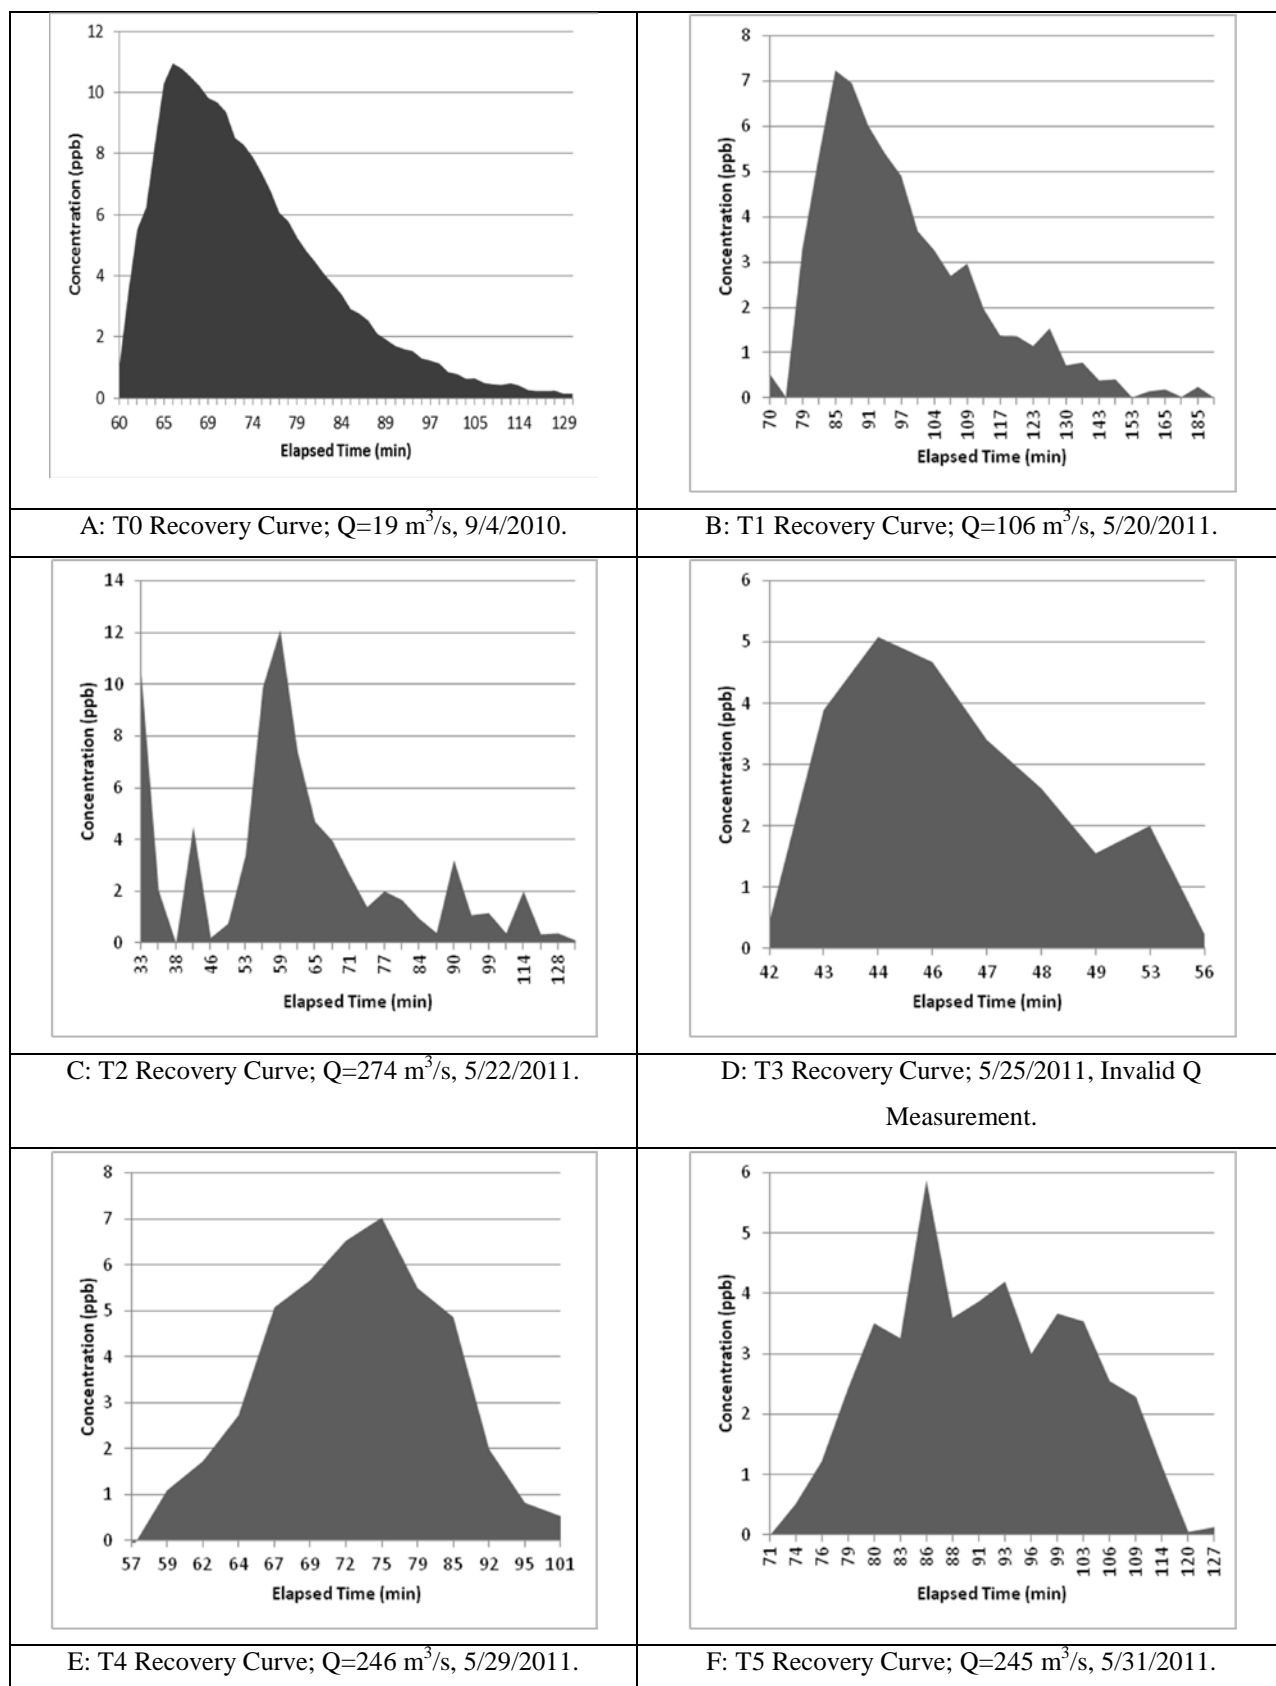 12
10
8
6
4
2
0
Concentration (ppb)
60 65 69 74 79 84 89 97 105 114 129
Elapsed Time (min)
8
7
6
5
4
3
2
1
0
Concentration (ppb)
70 79 85 91 97 104 109 117 123 130 143 153 165 185
Elapsed Time (min)
A: T0 Recovery Curve; Q=19 m³/s, 9/4/2010.
B: T1 Recovery Curve; Q=106 m³/s, 5/20/2011.
14
12
10
8
6
4
2
0
Concentration (ppb)
33 38 46 53 59 65 71 77 84 90 99 114 128
Elapsed Time (min)
6
5
4
3
2
1
0
Concentration (ppb)
42 43 44 46 47 48 49 53 56
Elapsed Time (min)
C: T2 Recovery Curve; Q=274 m³/s, 5/22/2011.
D: T3 Recovery Curve; 5/25/2011, Invalid Q
Measurement.
8
7
6
5
4
3
2
1
0
Concentration (ppb)
57 59 62 64 67 69 72 75 79 85 92 95 101
Elapsed Time (min)
6
5
4
3
2
1
0
Concentration (ppb)
71 74 76 79 80 83 86 88 91 93 96 99 103 106 109 114 120 127
Elapsed Time (min)
E: T4 Recovery Curve; Q=246 m³/s, 5/29/2011.
F: T5 Recovery Curve; Q=245 m³/s, 5/31/2011.